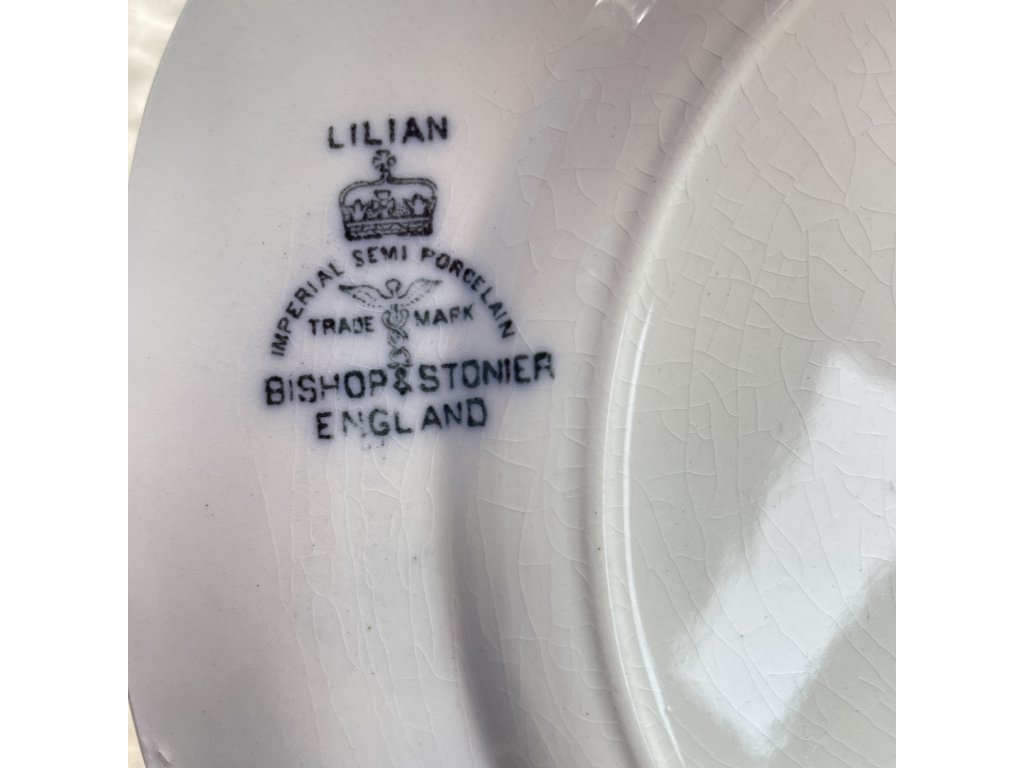 LILIAN
IMPERIAL SEMI PORCELAIN
TRADE MARK
BISHOP & STONIER
ENGLAND